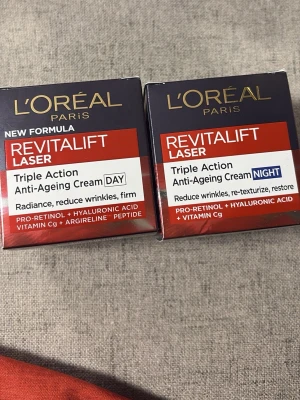 L'ORÉAL
PARIS
NEW FORMULA
REVITALIFT
LASER
Triple Action
Anti-Ageing Cream DAY
Radiance, reduce wrinkles, firm
PRO-RETINOL + HYALURONIC ACID
+ VITAMIN Cg + ARGIRELINE PEPTIDE
L'ORÉAL
PARIS
REVITALIFT
LASER
Triple Action
Anti-Ageing Cream NIGHT
Reduce wrinkles, re-texturize, restore
PRO-RETINOL + HYALURONIC ACID
+ VITAMIN Cg